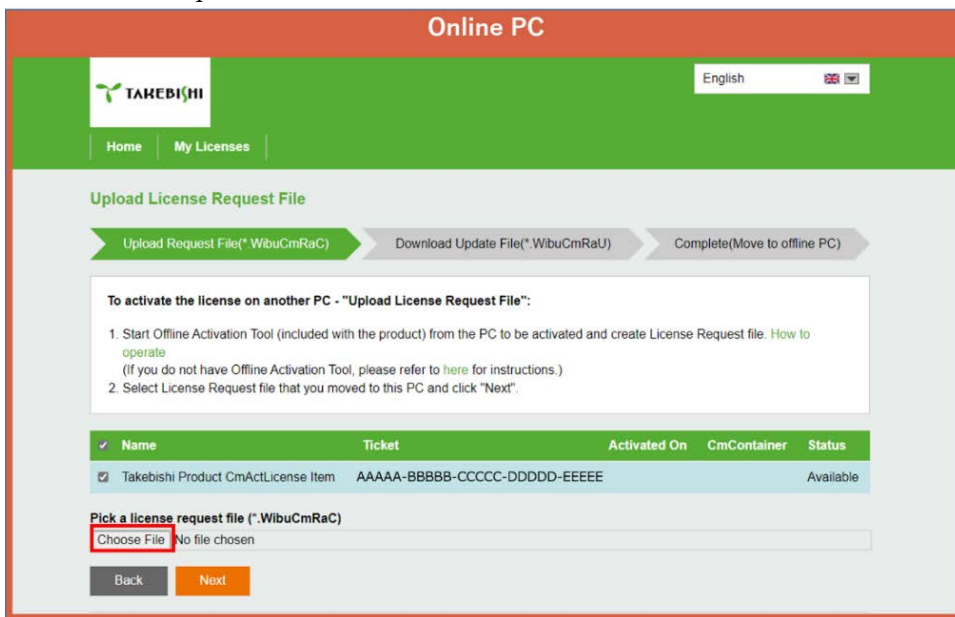 Online PC
TAKEBISHI
English
Home
My Licenses
Upload License Request File
Upload Request File(*.WibuCmRaC)
Download Update File(*.WibuCmRaU)
Complete(Move to offline PC)
To activate the license on another PC - "Upload License Request File":
1. Start Offline Activation Tool (included with the product) from the PC to be activated and create License Request file. How to
operate
(If you do not have Offline Activation Tool, please refer to here for instructions.)
2. Select License Request file that you moved to this PC and click "Next".
Name Ticket Activated On CmContainer Status
Takebishi Product CmActLicense Item AAAAA-BBBBB-CCCCC-DDDDD-EEEEE Available
Pick a license request file (*.WibuCmRaC)
Choose File No file chosen
Back
Next